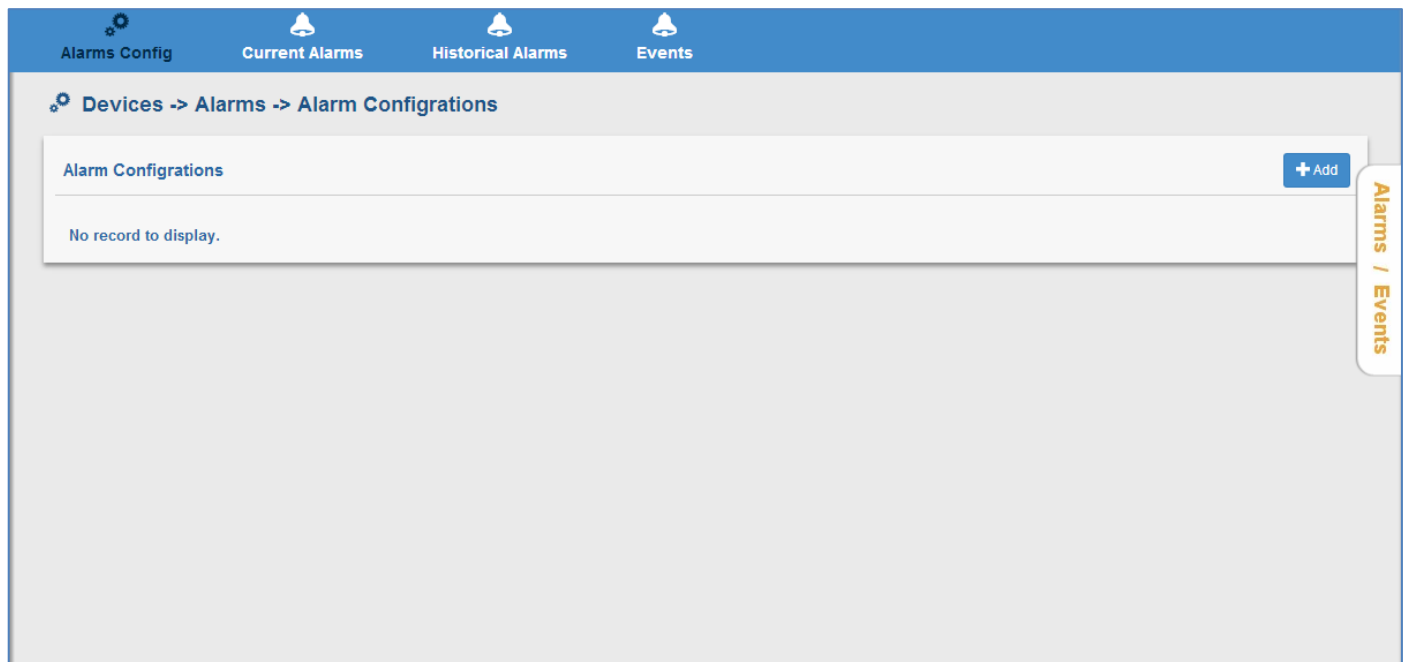 Alarms Config
Current Alarms
Historical Alarms
Events
Devices -> Alarms -> Alarm Configrations
Alarm Configrations
Add
No record to display.
Alarms / Events